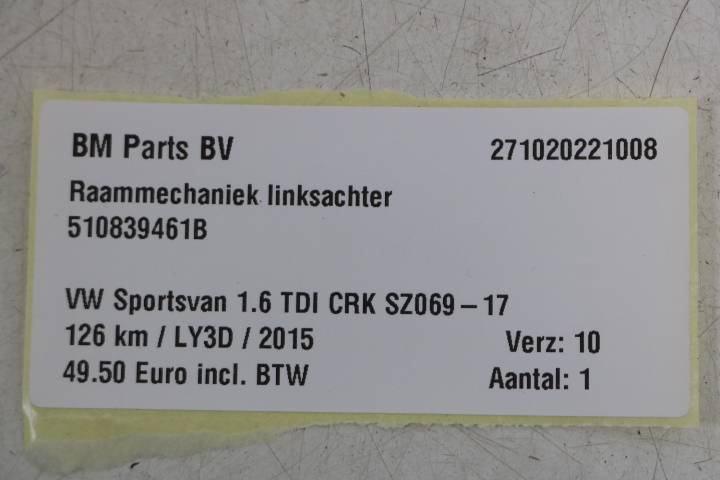 BM Parts BV 271020221008
Raammechaniek linksachter
510839461B
VW Sportsvan 1.6 TDI CRK SZ069-17
126 km / LY3D / 2015 Verz: 10
49.50 Euro incl. BTW Aantal: 1